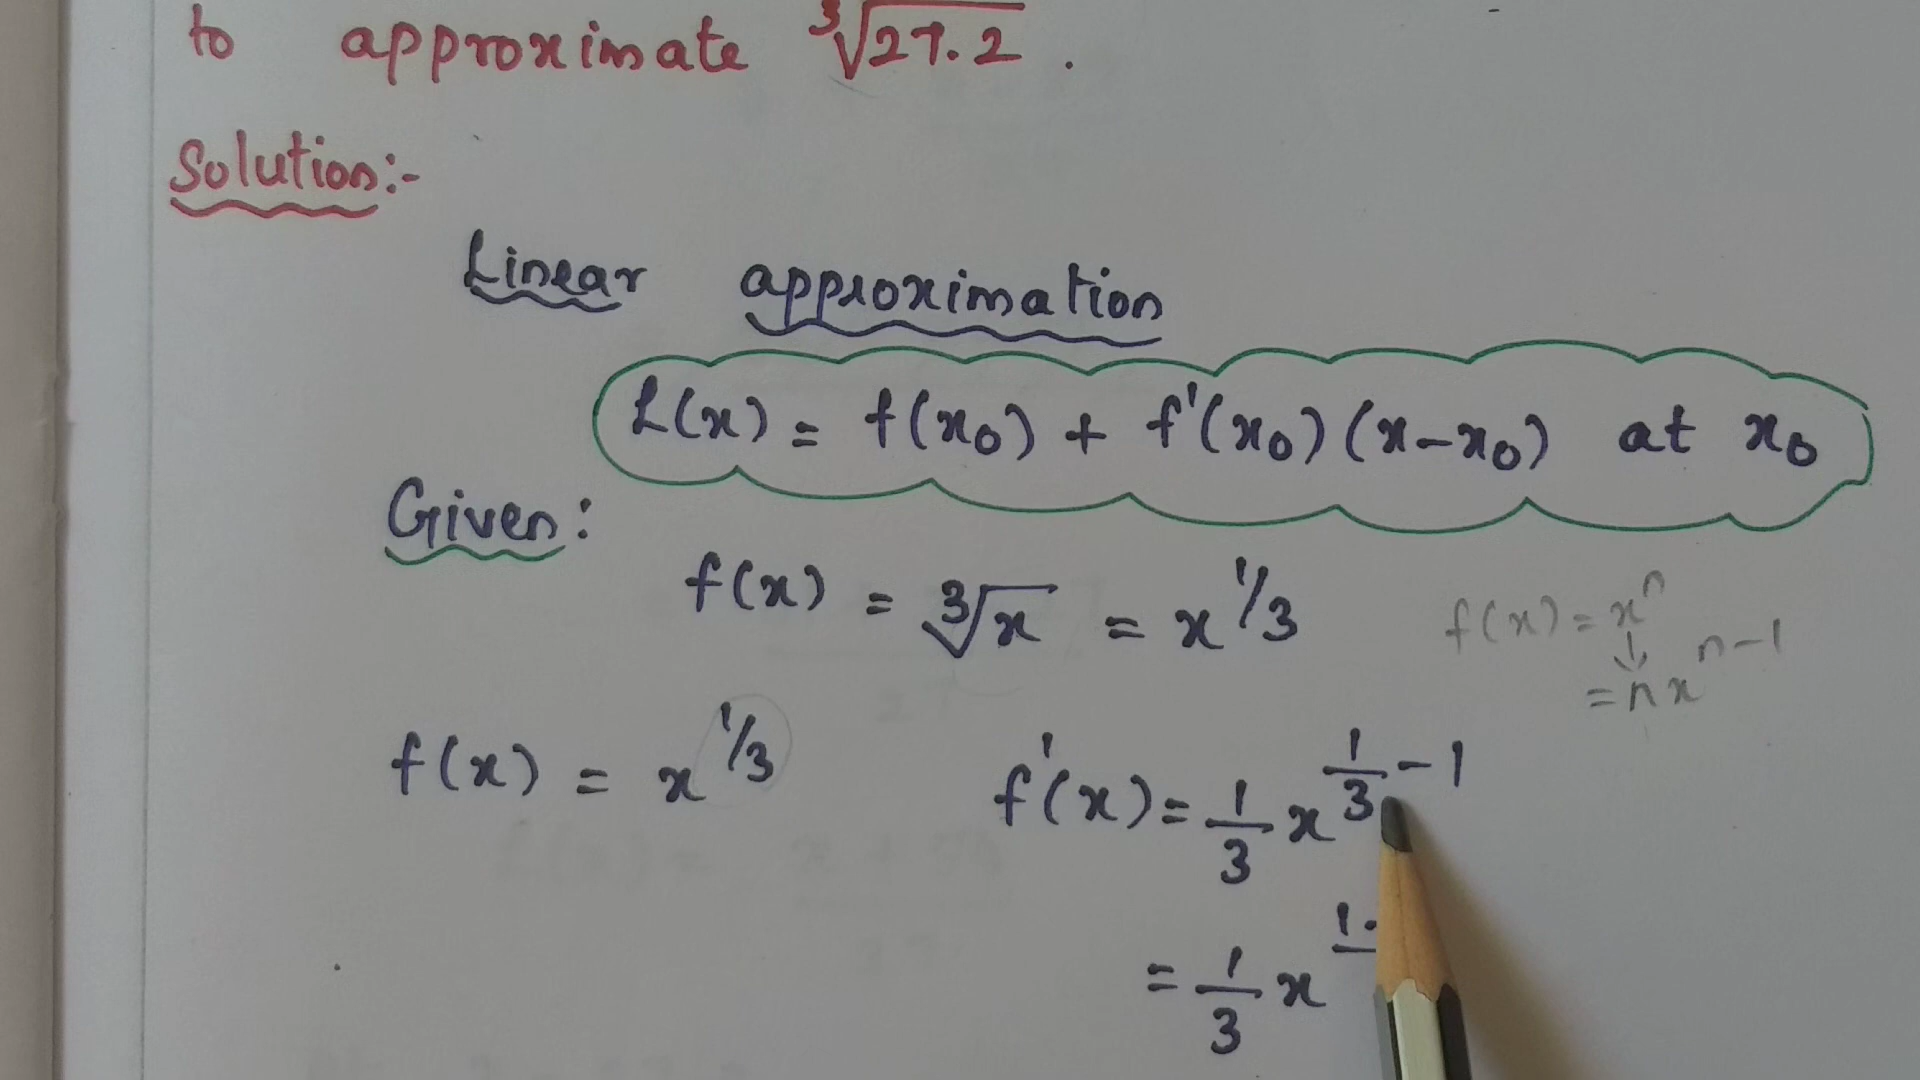 to approximate ∛27.2 .
Solution:-
Linear approximation
L(x) = f(x₀) + f'(x₀)(x-x₀) at x₀
Given:
f(x) = ∛x = x^1/3
f(x) = x^n
= nx^n-1
f(x) = x^1/3
f'(x) = 1/3 x^1/3-1
= 1/3 x